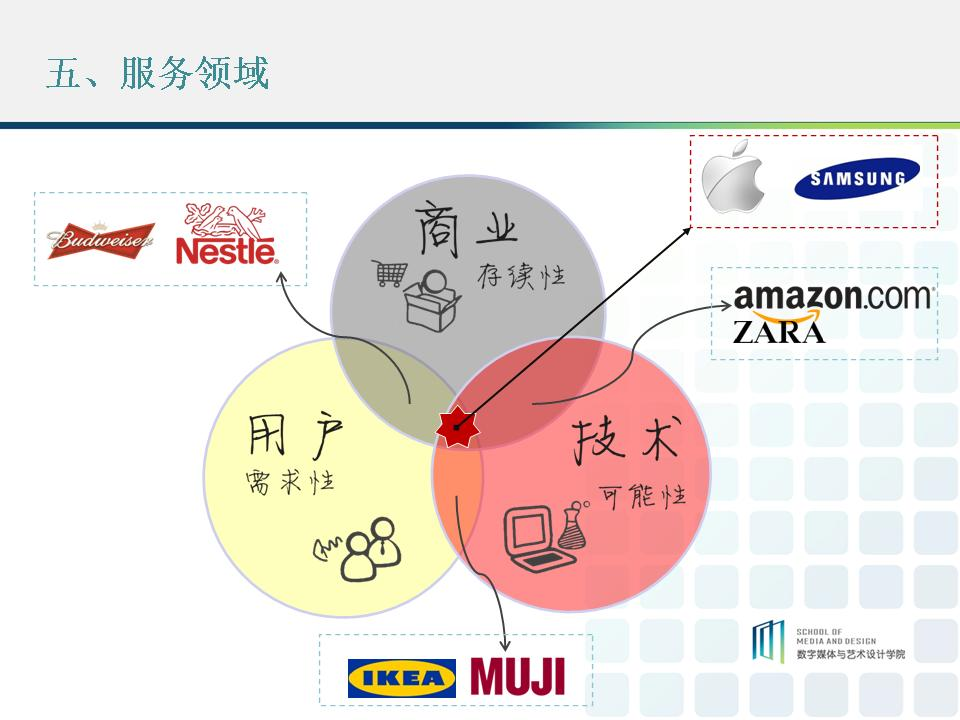 五、服务领域
SAMSUNG
Budweiser
Nestlē®
商业
存续性
amazon.com®
ZARA
用户
需求性
技术
可能性
SCHOOL OF
MEDIA AND DESIGN
数字媒体与艺术设计学院
IKEA
MUJI